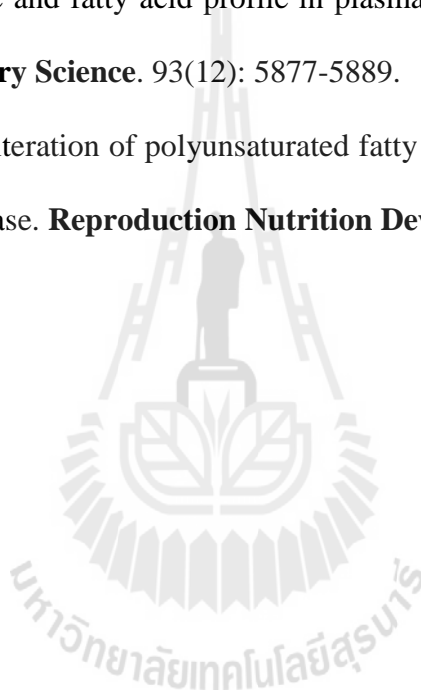 and fatty acid profile in plasma
ry Science. 93(12): 5877-5889.
teration of polyunsaturated fatty
ase. Reproduction Nutrition Dev
มหาวิทยาลัยเทคโนโลยีสุรนารี